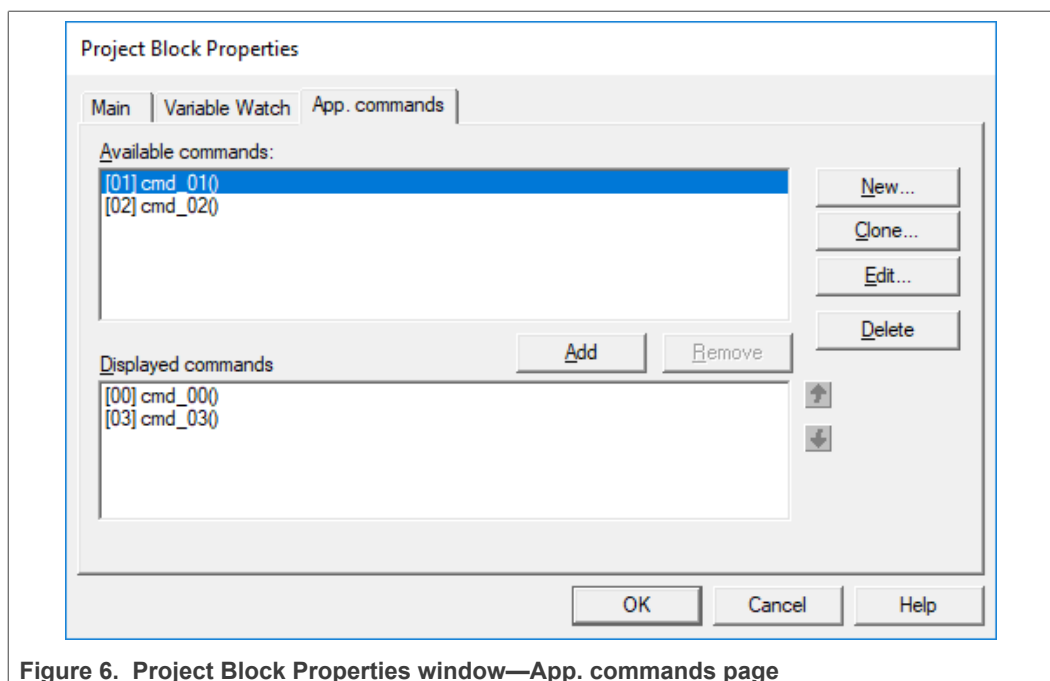 Project Block Properties
Main Variable Watch App. commands
Available commands:
[01] cmd_01()
[02] cmd_02()
New...
Clone...
Edit...
Delete
Add Remove
Displayed commands
[00] cmd_00()
[03] cmd_03()
OK Cancel Help
Figure 6. Project Block Properties window—App. commands page